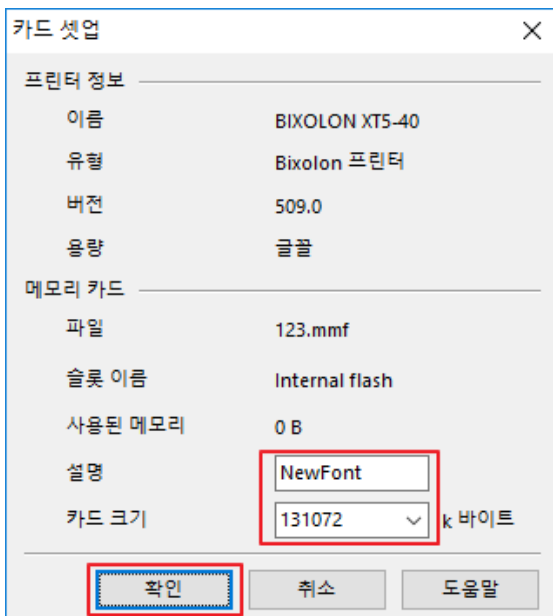 카드 셋업
프린터 정보
이름 BIXOLON XT5-40
유형 Bixolon 프린터
버전 509.0
용량 글꼴
메모리 카드
파일 123.mmf
슬롯 이름 Internal flash
사용된 메모리 0 B
설명 NewFont
카드 크기 131072 k 바이트
확인 취소 도움말